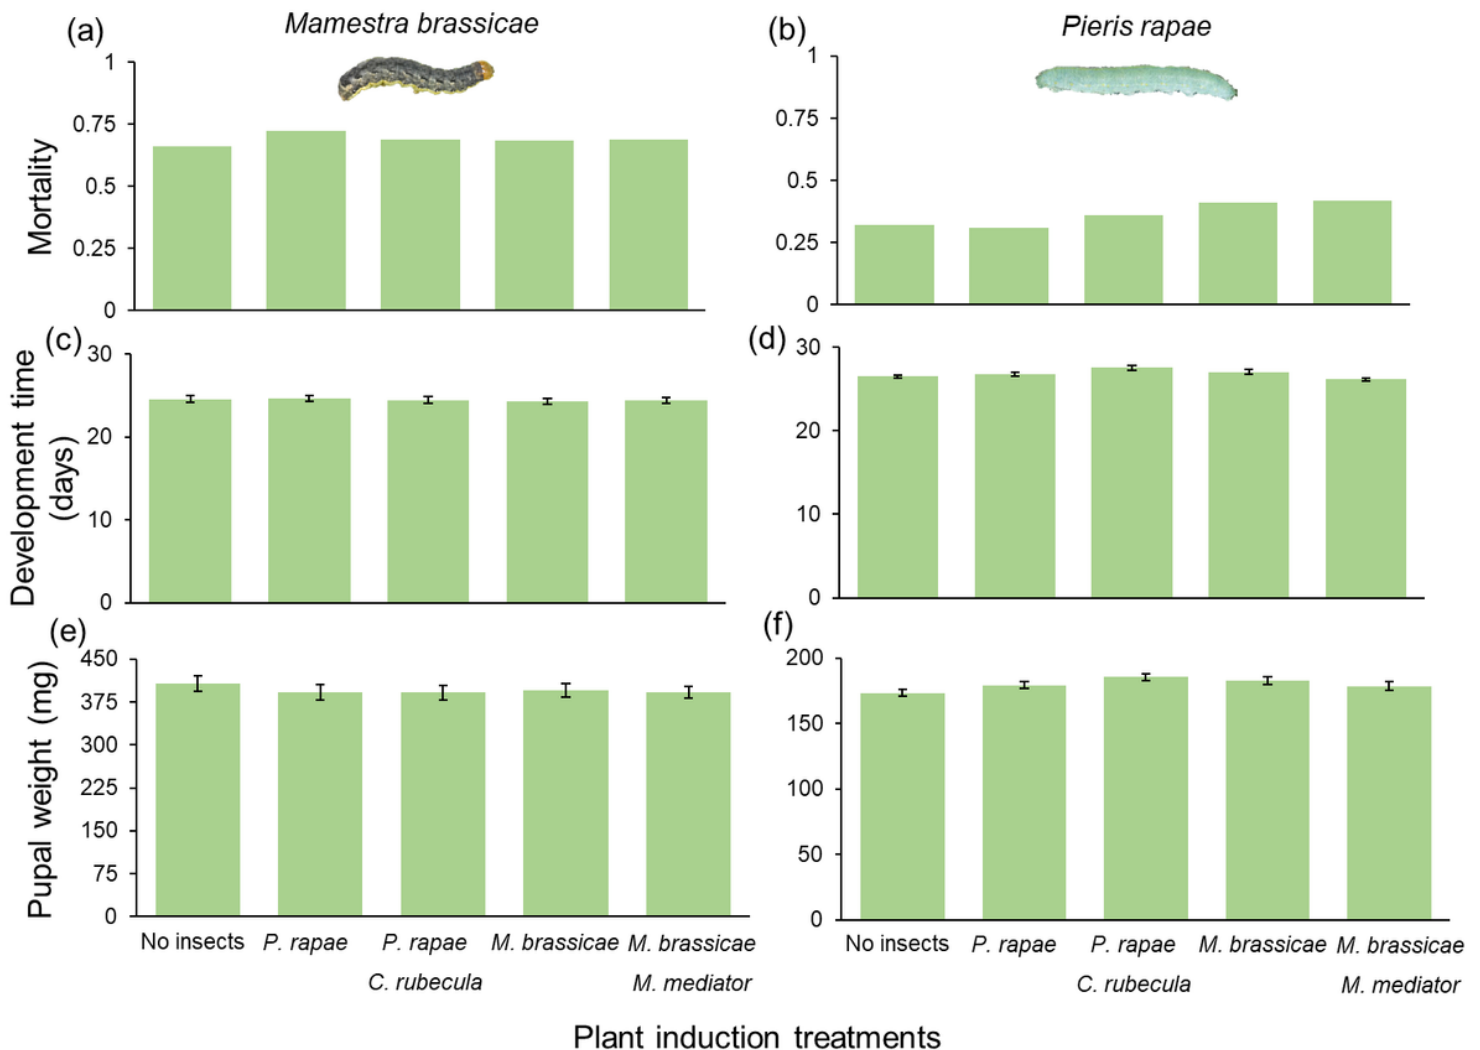 (a)
Mamestra brassicae
(b)
Pieris rapae
Mortality
1
0.75
0.5
0.25
0
1
0.75
0.5
0.25
0
(c)
(d)
Development time
(days)
30
20
10
0
30
20
10
0
(e)
(f)
Pupal weight (mg)
450
375
300
225
150
75
0
200
150
100
50
0
No insects P. rapae P. rapae M. brassicae M. brassicae
C. rubecula M. mediator
No insects P. rapae P. rapae M. brassicae M. brassicae
C. rubecula M. mediator
Plant induction treatments